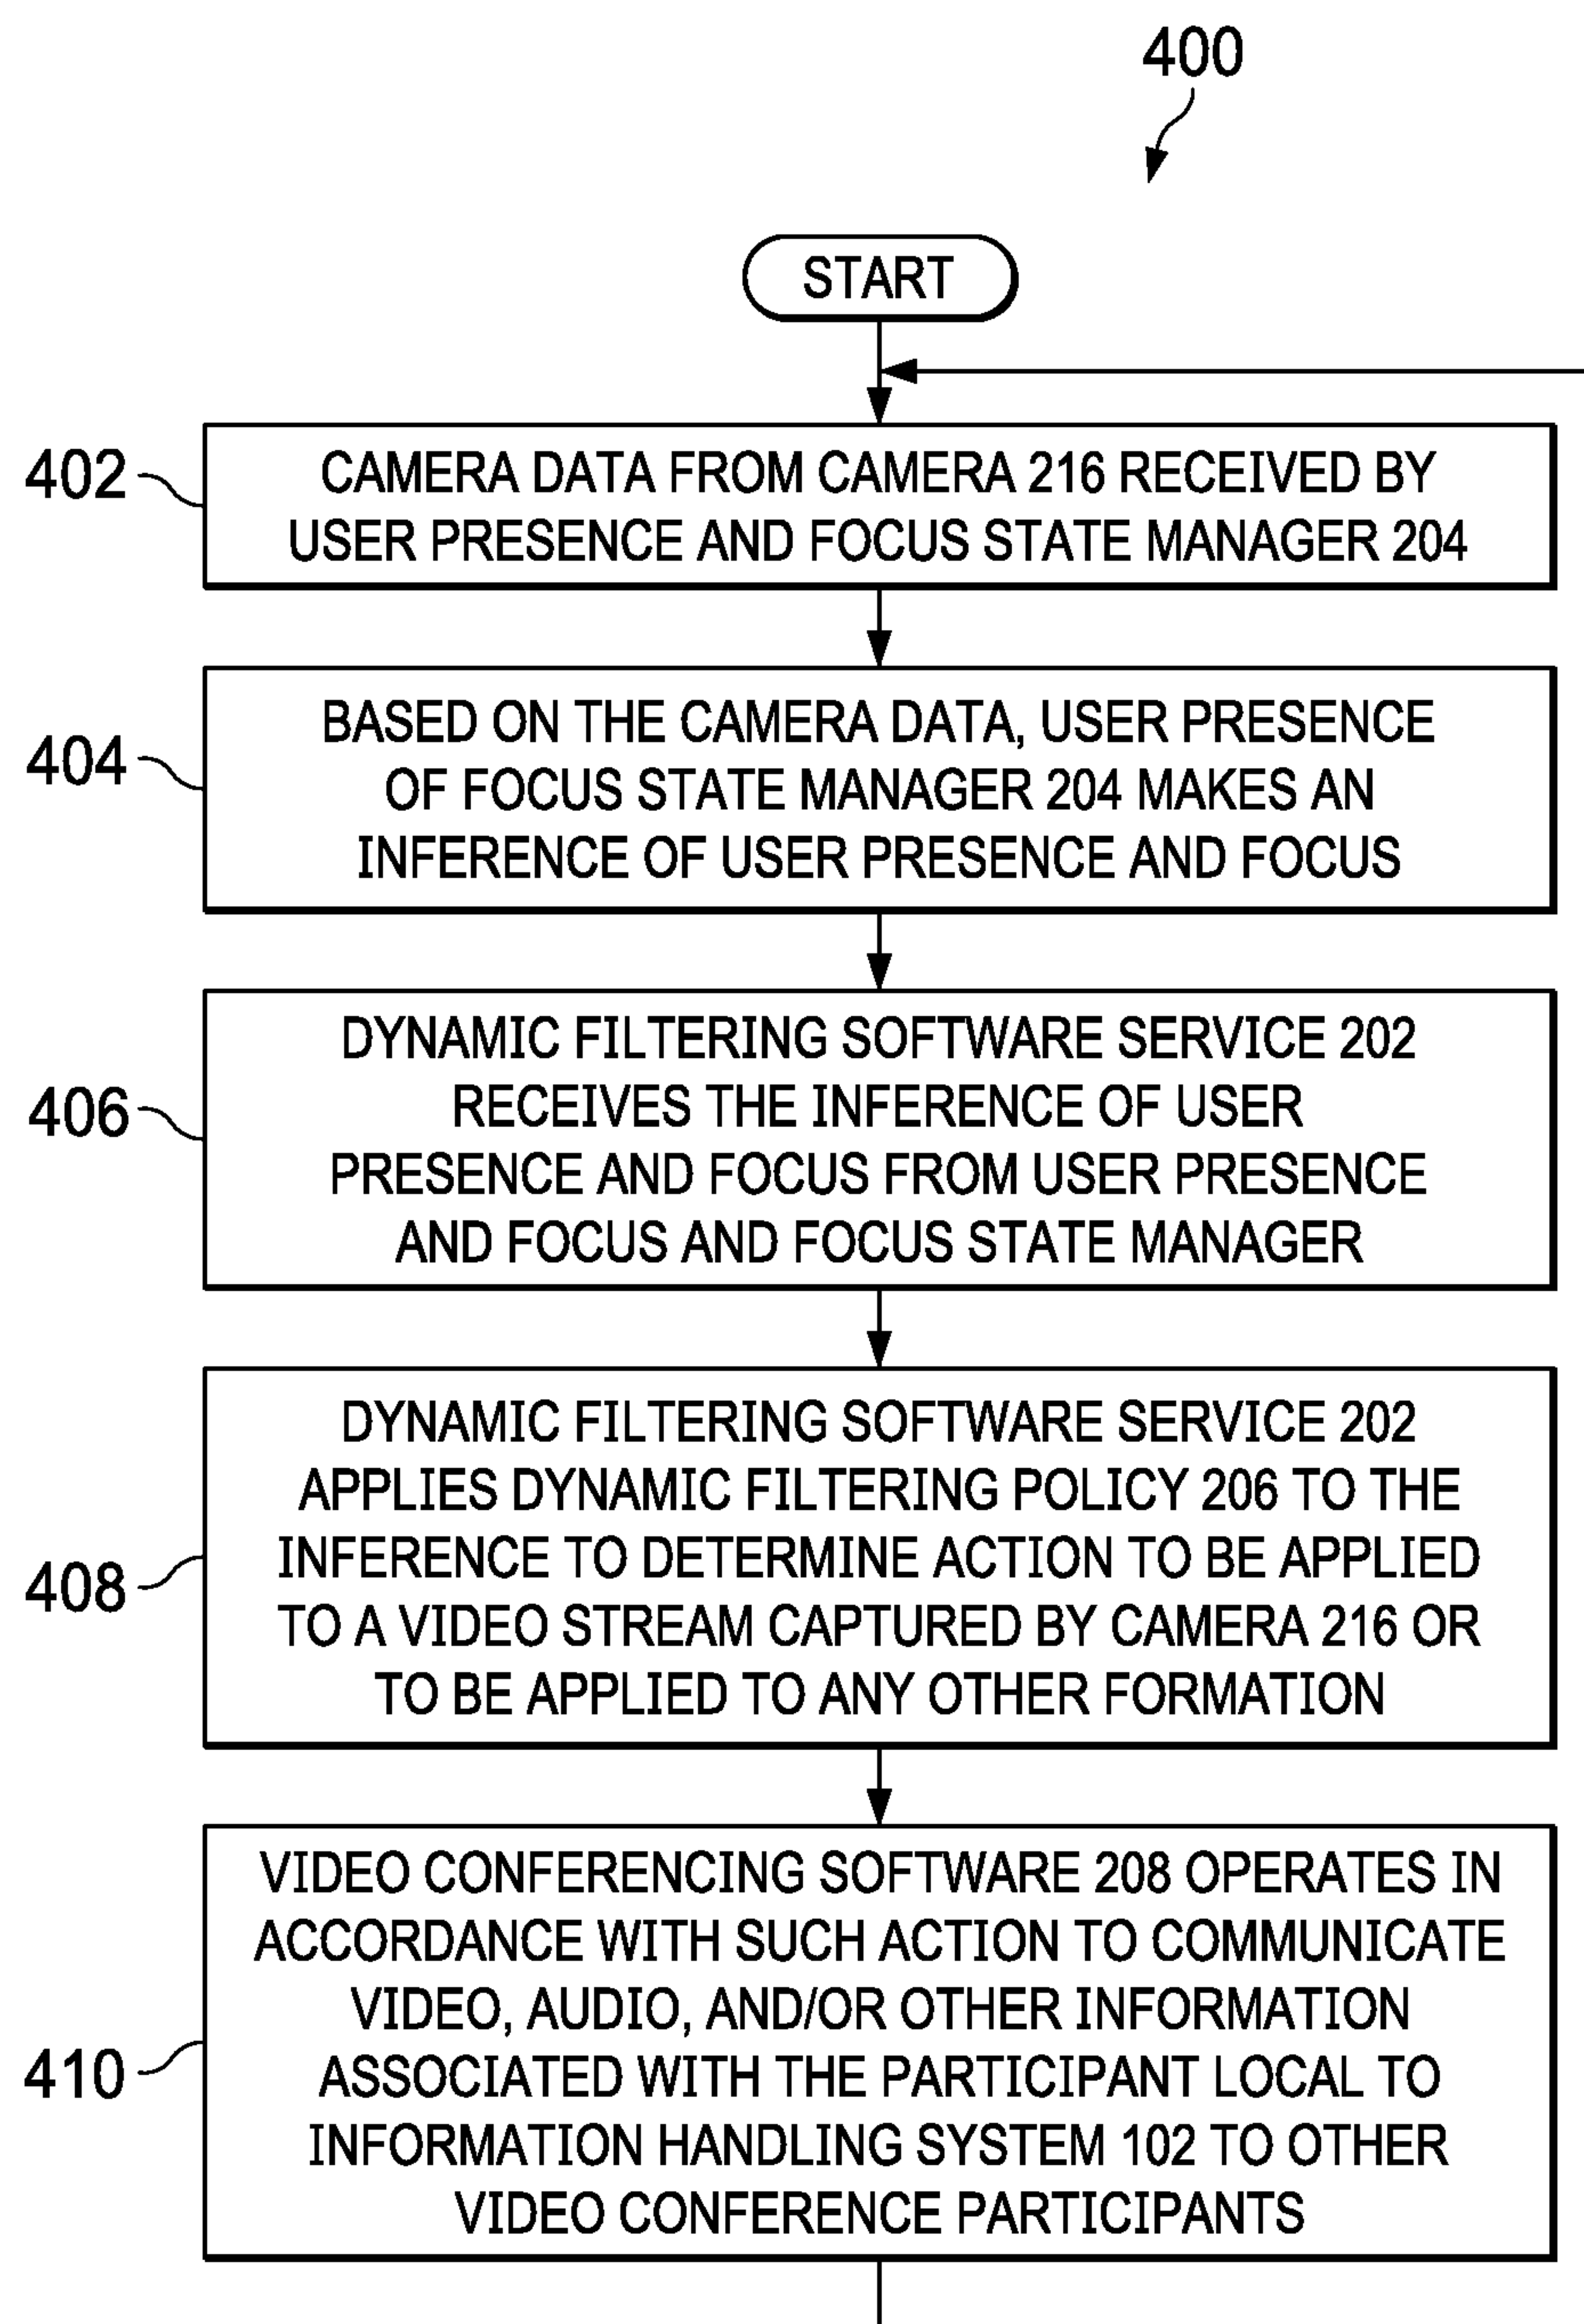 400
START
402
CAMERA DATA FROM CAMERA 216 RECEIVED BY
USER PRESENCE AND FOCUS STATE MANAGER 204
404
BASED ON THE CAMERA DATA, USER PRESENCE
OF FOCUS STATE MANAGER 204 MAKES AN
INFERENCE OF USER PRESENCE AND FOCUS
406
DYNAMIC FILTERING SOFTWARE SERVICE 202
RECEIVES THE INFERENCE OF USER
PRESENCE AND FOCUS FROM USER PRESENCE
AND FOCUS AND FOCUS STATE MANAGER
408
DYNAMIC FILTERING SOFTWARE SERVICE 202
APPLIES DYNAMIC FILTERING POLICY 206 TO THE
INFERENCE TO DETERMINE ACTION TO BE APPLIED
TO A VIDEO STREAM CAPTURED BY CAMERA 216 OR
TO BE APPLIED TO ANY OTHER FORMATION
410
VIDEO CONFERENCING SOFTWARE 208 OPERATES IN
ACCORDANCE WITH SUCH ACTION TO COMMUNICATE
VIDEO, AUDIO, AND/OR OTHER INFORMATION
ASSOCIATED WITH THE PARTICIPANT LOCAL TO
INFORMATION HANDLING SYSTEM 102 TO OTHER
VIDEO CONFERENCE PARTICIPANTS